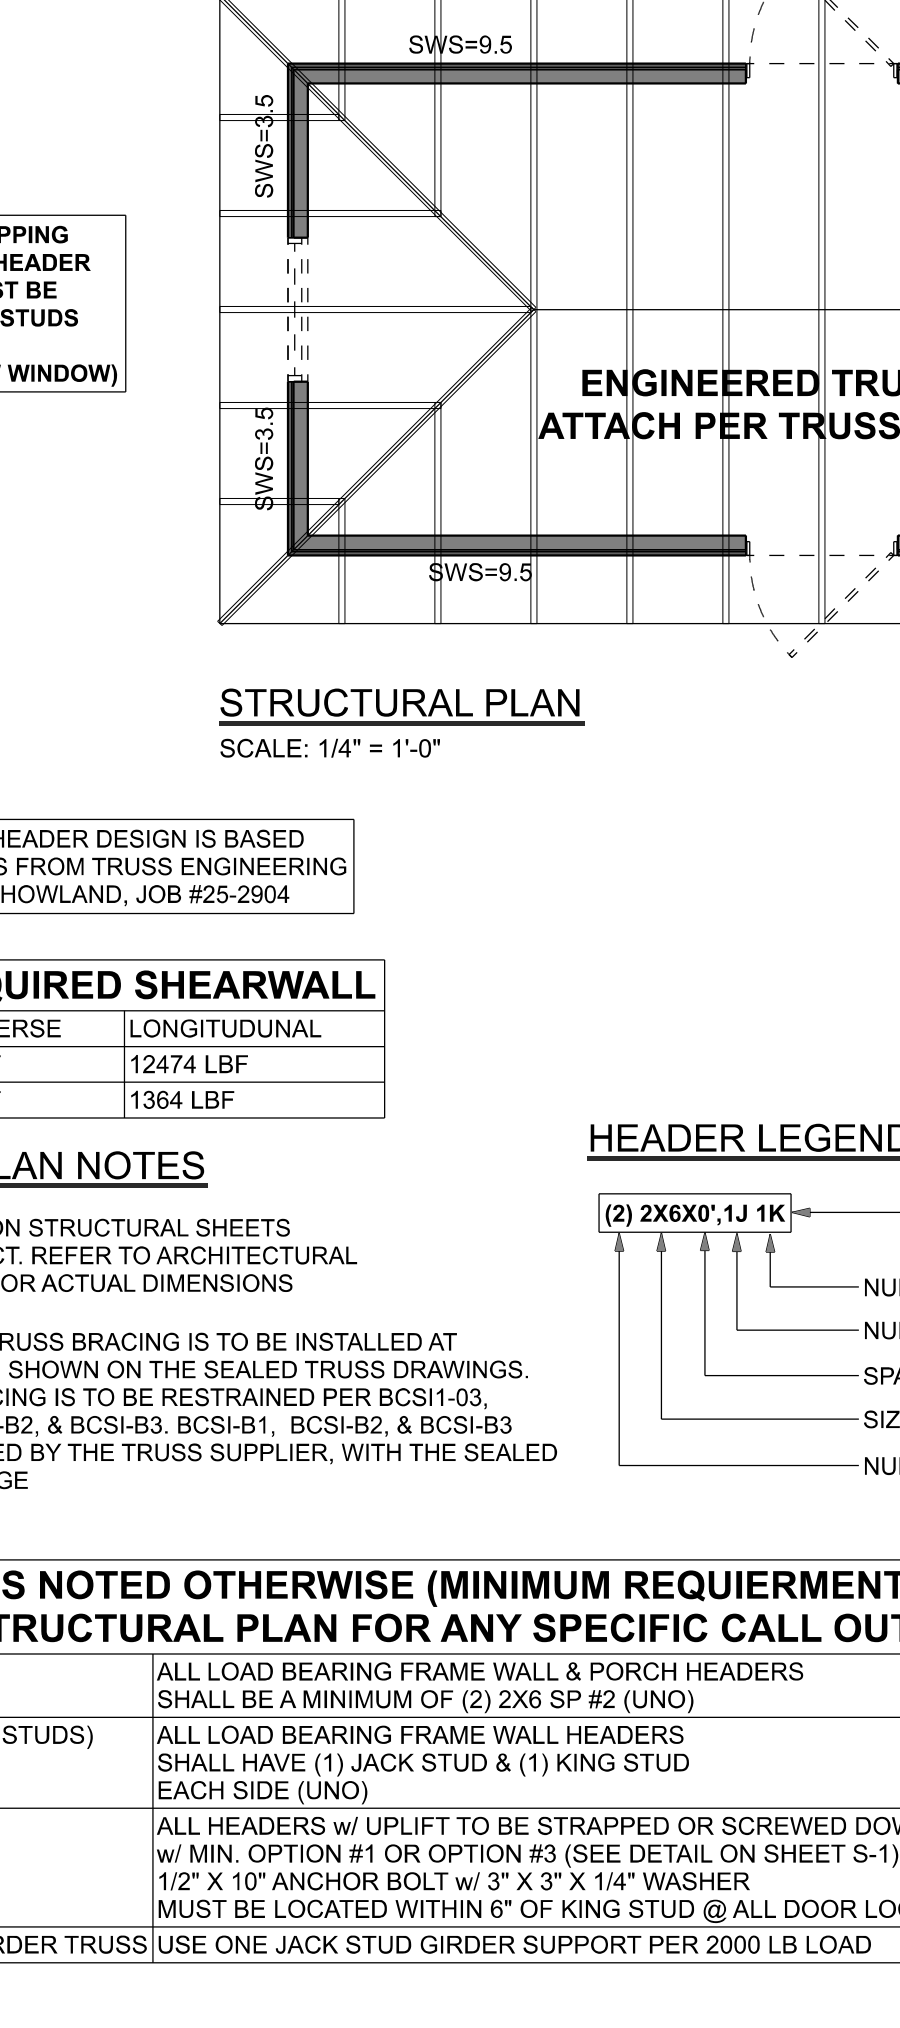 SWS=9.5
SWS=3.5
PPING
HEADER
ST BE
STUDS
WINDOW)
ENGINEERED TRU
ATTACH PER TRUSS
SWS=3.5
SWS=9.5
STRUCTURAL PLAN
SCALE: 1/4" = 1'-0"
HEADER DESIGN IS BASED
S FROM TRUSS ENGINEERING
HOWLAND, JOB #25-2904
QUIRED SHEARWALL
ERSE LONGITUDUNAL
12474 LBF
1364 LBF
LAN NOTES
ON STRUCTURAL SHEETS
CT. REFER TO ARCHITECTURAL
OR ACTUAL DIMENSIONS
TRUSS BRACING IS TO BE INSTALLED AT
SHOWN ON THE SEALED TRUSS DRAWINGS.
CING IS TO BE RESTRAINED PER BCSI1-03,
-B2, & BCSI-B3. BCSI-B1, BCSI-B2, & BCSI-B3
ED BY THE TRUSS SUPPLIER, WITH THE SEALED
GE
HEADER LEGEND
(2) 2X6X0',1J 1K
NU
NU
SPA
SIZ
NU
S NOTED OTHERWISE (MINIMUM REQUIERMENT
TRUCTURAL PLAN FOR ANY SPECIFIC CALL OUT
ALL LOAD BEARING FRAME WALL & PORCH HEADERS
SHALL BE A MINIMUM OF (2) 2X6 SP #2 (UNO)
STUDS) ALL LOAD BEARING FRAME WALL HEADERS
SHALL HAVE (1) JACK STUD & (1) KING STUD
EACH SIDE (UNO)
ALL HEADERS w/ UPLIFT TO BE STRAPPED OR SCREWED DOW
w/ MIN. OPTION #1 OR OPTION #3 (SEE DETAIL ON SHEET S-1)
1/2" X 10" ANCHOR BOLT w/ 3" X 3" X 1/4" WASHER
MUST BE LOCATED WITHIN 6" OF KING STUD @ ALL DOOR LOC
RDER TRUSS USE ONE JACK STUD GIRDER SUPPORT PER 2000 LB LOAD